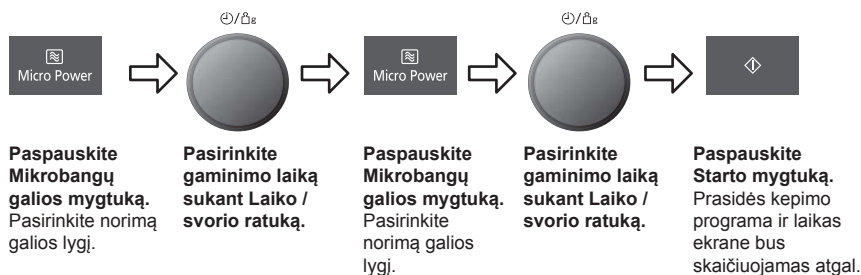 Micro Power
Micro Power
Paspauskite
Mikrobangų
galios mygtuką.
Pasirinkite norimą
galios lygį.
Pasirinkite
gaminimo laiką
sukant Laiko /
svorio ratuką.
Paspauskite
Mikrobangų
galios mygtuką.
Pasirinkite
norimą galios
lygį.
Pasirinkite
gaminimo laiką
sukant Laiko /
svorio ratuką.
Paspauskite
Starto mygtuką.
Prasidės kepimo
programa ir laikas
ekrane bus
skaičiuojamas atgal.